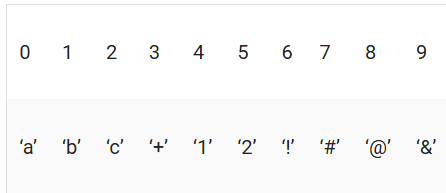 0 1 2 3 4 5 6 7 8 9
‘a’ ‘b’ ‘c’ ‘+’ ‘1’ ‘2’ ‘!’ ‘#’ ‘@’ ‘&’